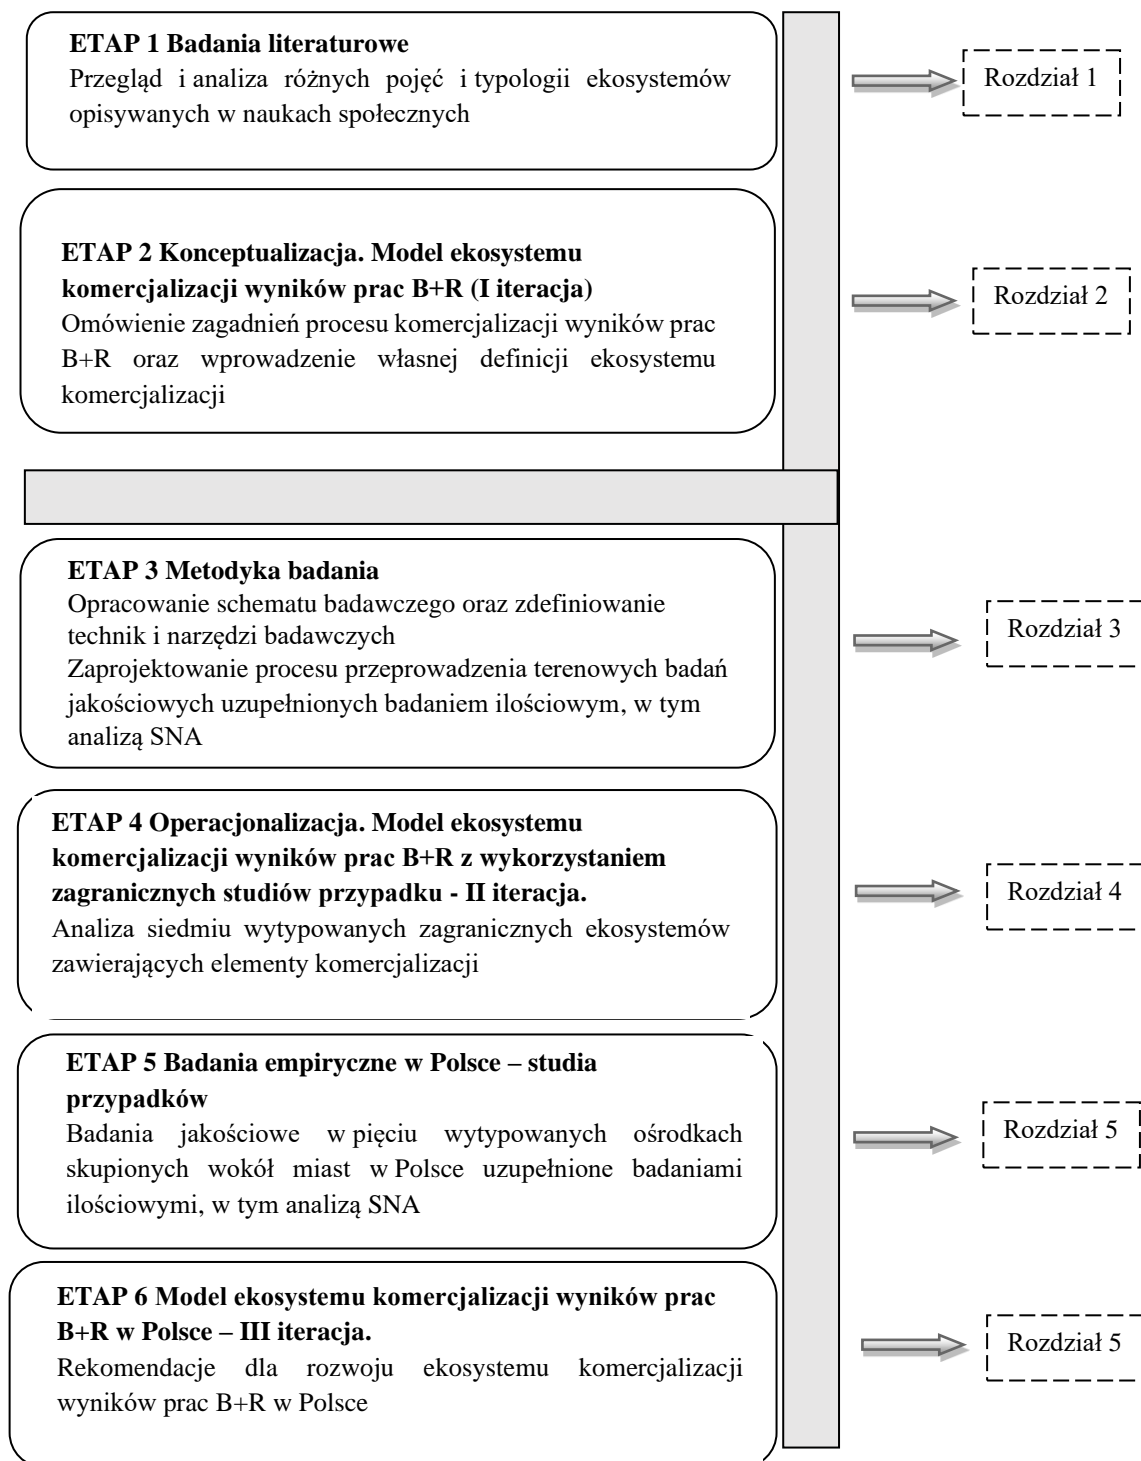 ETAP 1 Badania literaturowe
Przegląd i analiza różnych pojęć i typologii ekosystemów
opisywanych w naukach społecznych
Rozdział 1
ETAP 2 Konceptualizacja. Model ekosystemu
komercjalizacji wyników prac B+R (I iteracja)
Omówienie zagadnień procesu komercjalizacji wyników prac
B+R oraz wprowadzenie własnej definicji ekosystemu
komercjalizacji
Rozdział 2
ETAP 3 Metodyka badania
Opracowanie schematu badawczego oraz zdefiniowanie
technik i narzędzi badawczych
Zaprojektowanie procesu przeprowadzenia terenowych badań
jakościowych uzupełnionych badaniem ilościowym, w tym
analizą SNA
Rozdział 3
ETAP 4 Operacjonalizacja. Model ekosystemu
komercjalizacji wyników prac B+R z wykorzystaniem
zagranicznych studiów przypadku - II iteracja.
Analiza siedmiu wytypowanych zagranicznych ekosystemów
zawierających elementy komercjalizacji
Rozdział 4
ETAP 5 Badania empiryczne w Polsce – studia
przypadków
Badania jakościowe w pięciu wytypowanych ośrodkach
skupionych wokół miast w Polsce uzupełnione badaniami
ilościowymi, w tym analizą SNA
Rozdział 5
ETAP 6 Model ekosystemu komercjalizacji wyników prac
B+R w Polsce – III iteracja.
Rekomendacje dla rozwoju ekosystemu komercjalizacji
wyników prac B+R w Polsce
Rozdział 5